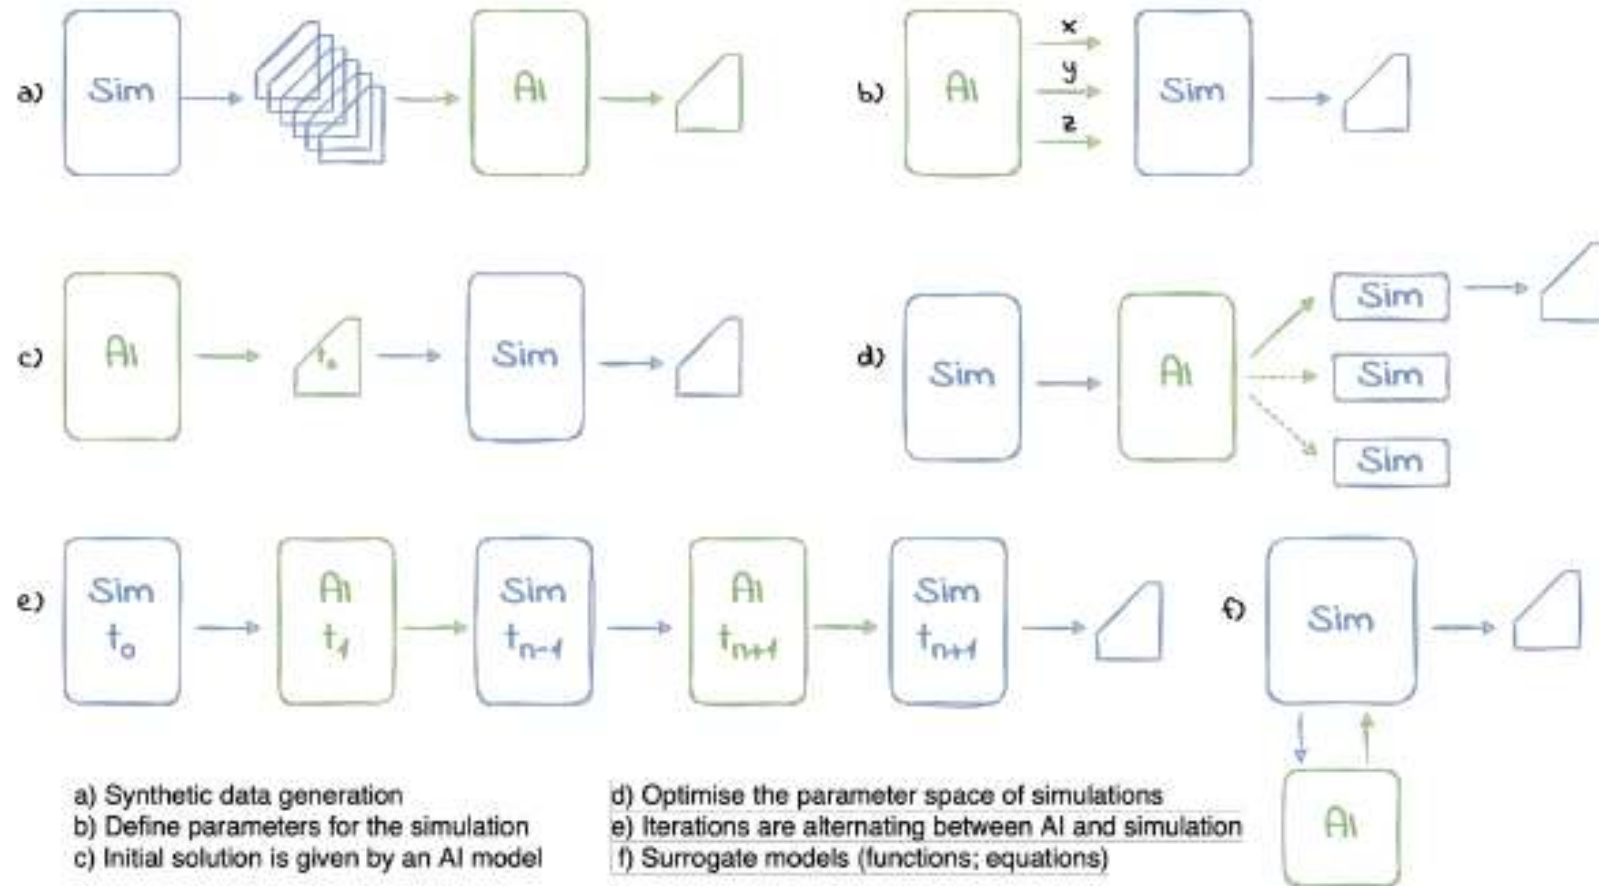 a) Sim AI
b) AI x y z Sim
c) AI t₀ Sim
d) Sim AI Sim
Sim
Sim
e) Sim t₀ AI t₁ Sim tₙ₋₁ AI tₙ₊₁ Sim tₙ₊₁
f) Sim
AI
a) Synthetic data generation
b) Define parameters for the simulation
c) Initial solution is given by an AI model
d) Optimise the parameter space of simulations
e) Iterations are alternating between AI and simulation
f) Surrogate models (functions; equations)